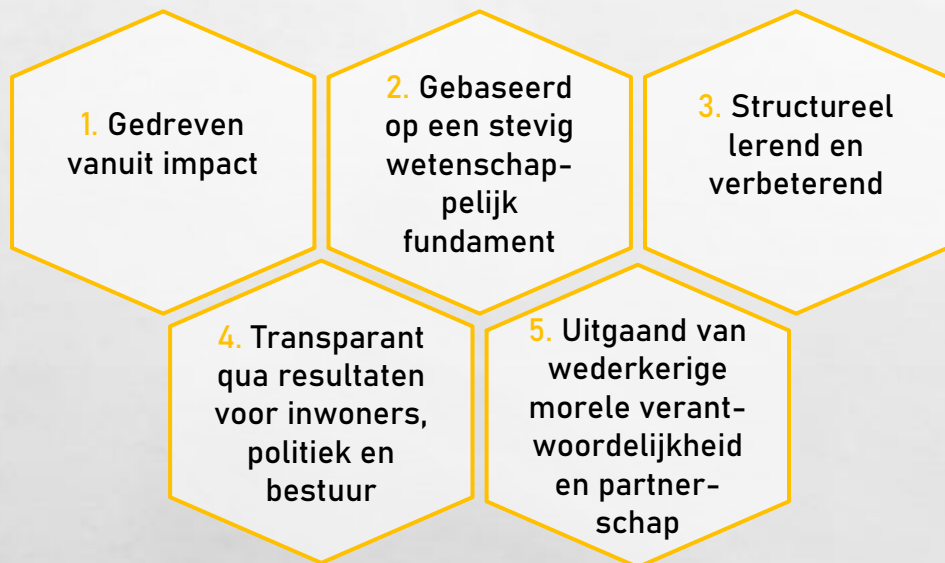 1. Gedreven
vanuit impact
2. Gebaseerd
op een stevig
wetenschap-
pelijk
fundament
3. Structureel
lerend en
verbeterend
4. Transparant
qua resultaten
voor inwoners,
politiek en
bestuur
5. Uitgaand van
wederkerige
morele verant-
woordelijkheid
en partner-
schap